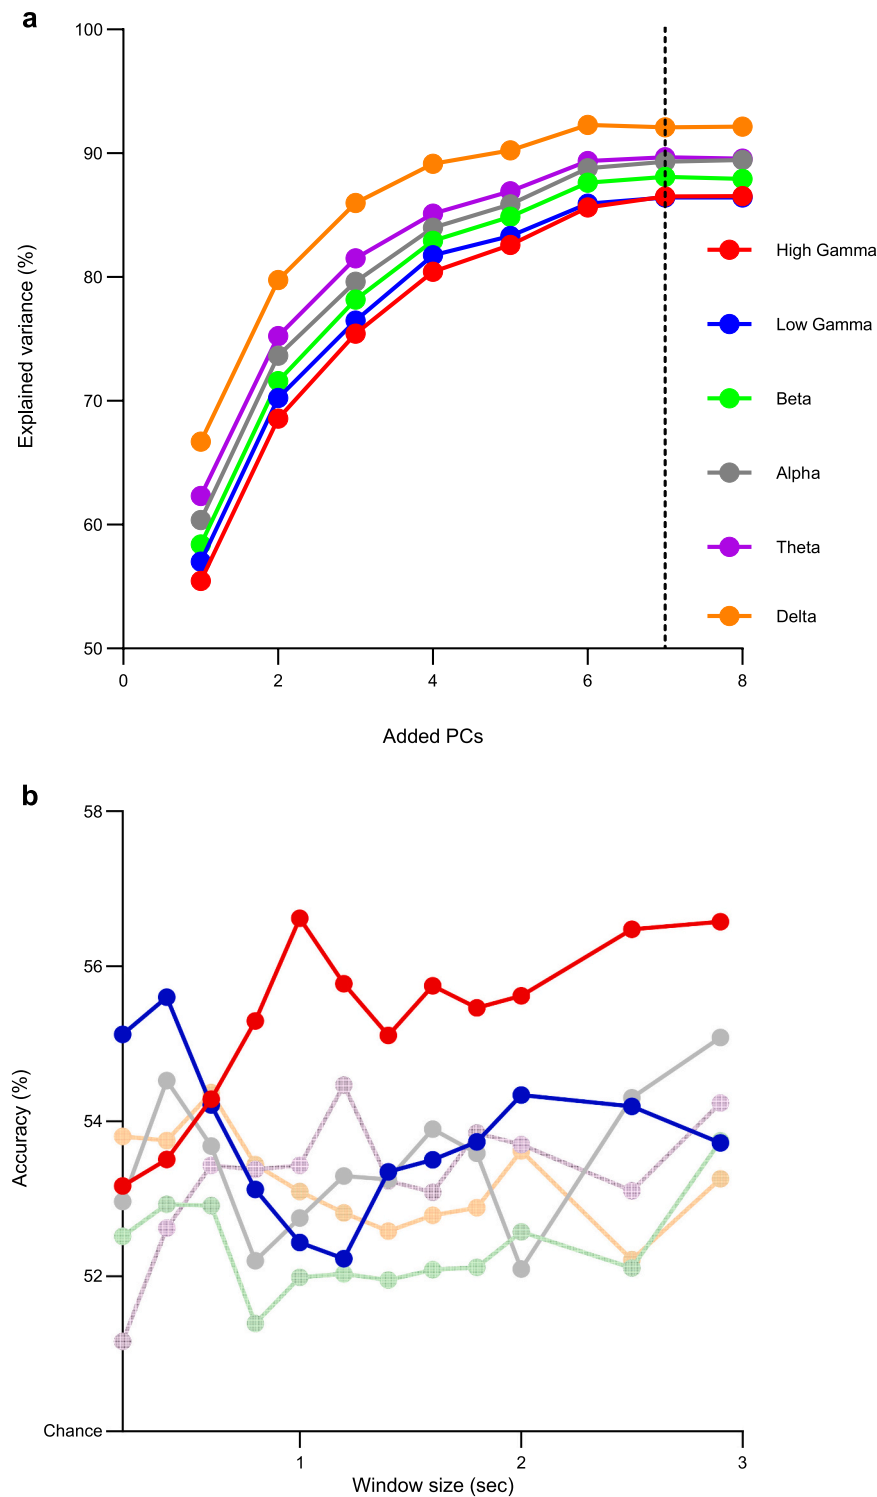 a
100
90
80
70
60
50
Explained variance (%)
0
2
4
6
8
Added PCs
High Gamma
Low Gamma
Beta
Alpha
Theta
Delta
b
58
56
54
52
Chance
Accuracy (%)
1
2
3
Window size (sec)